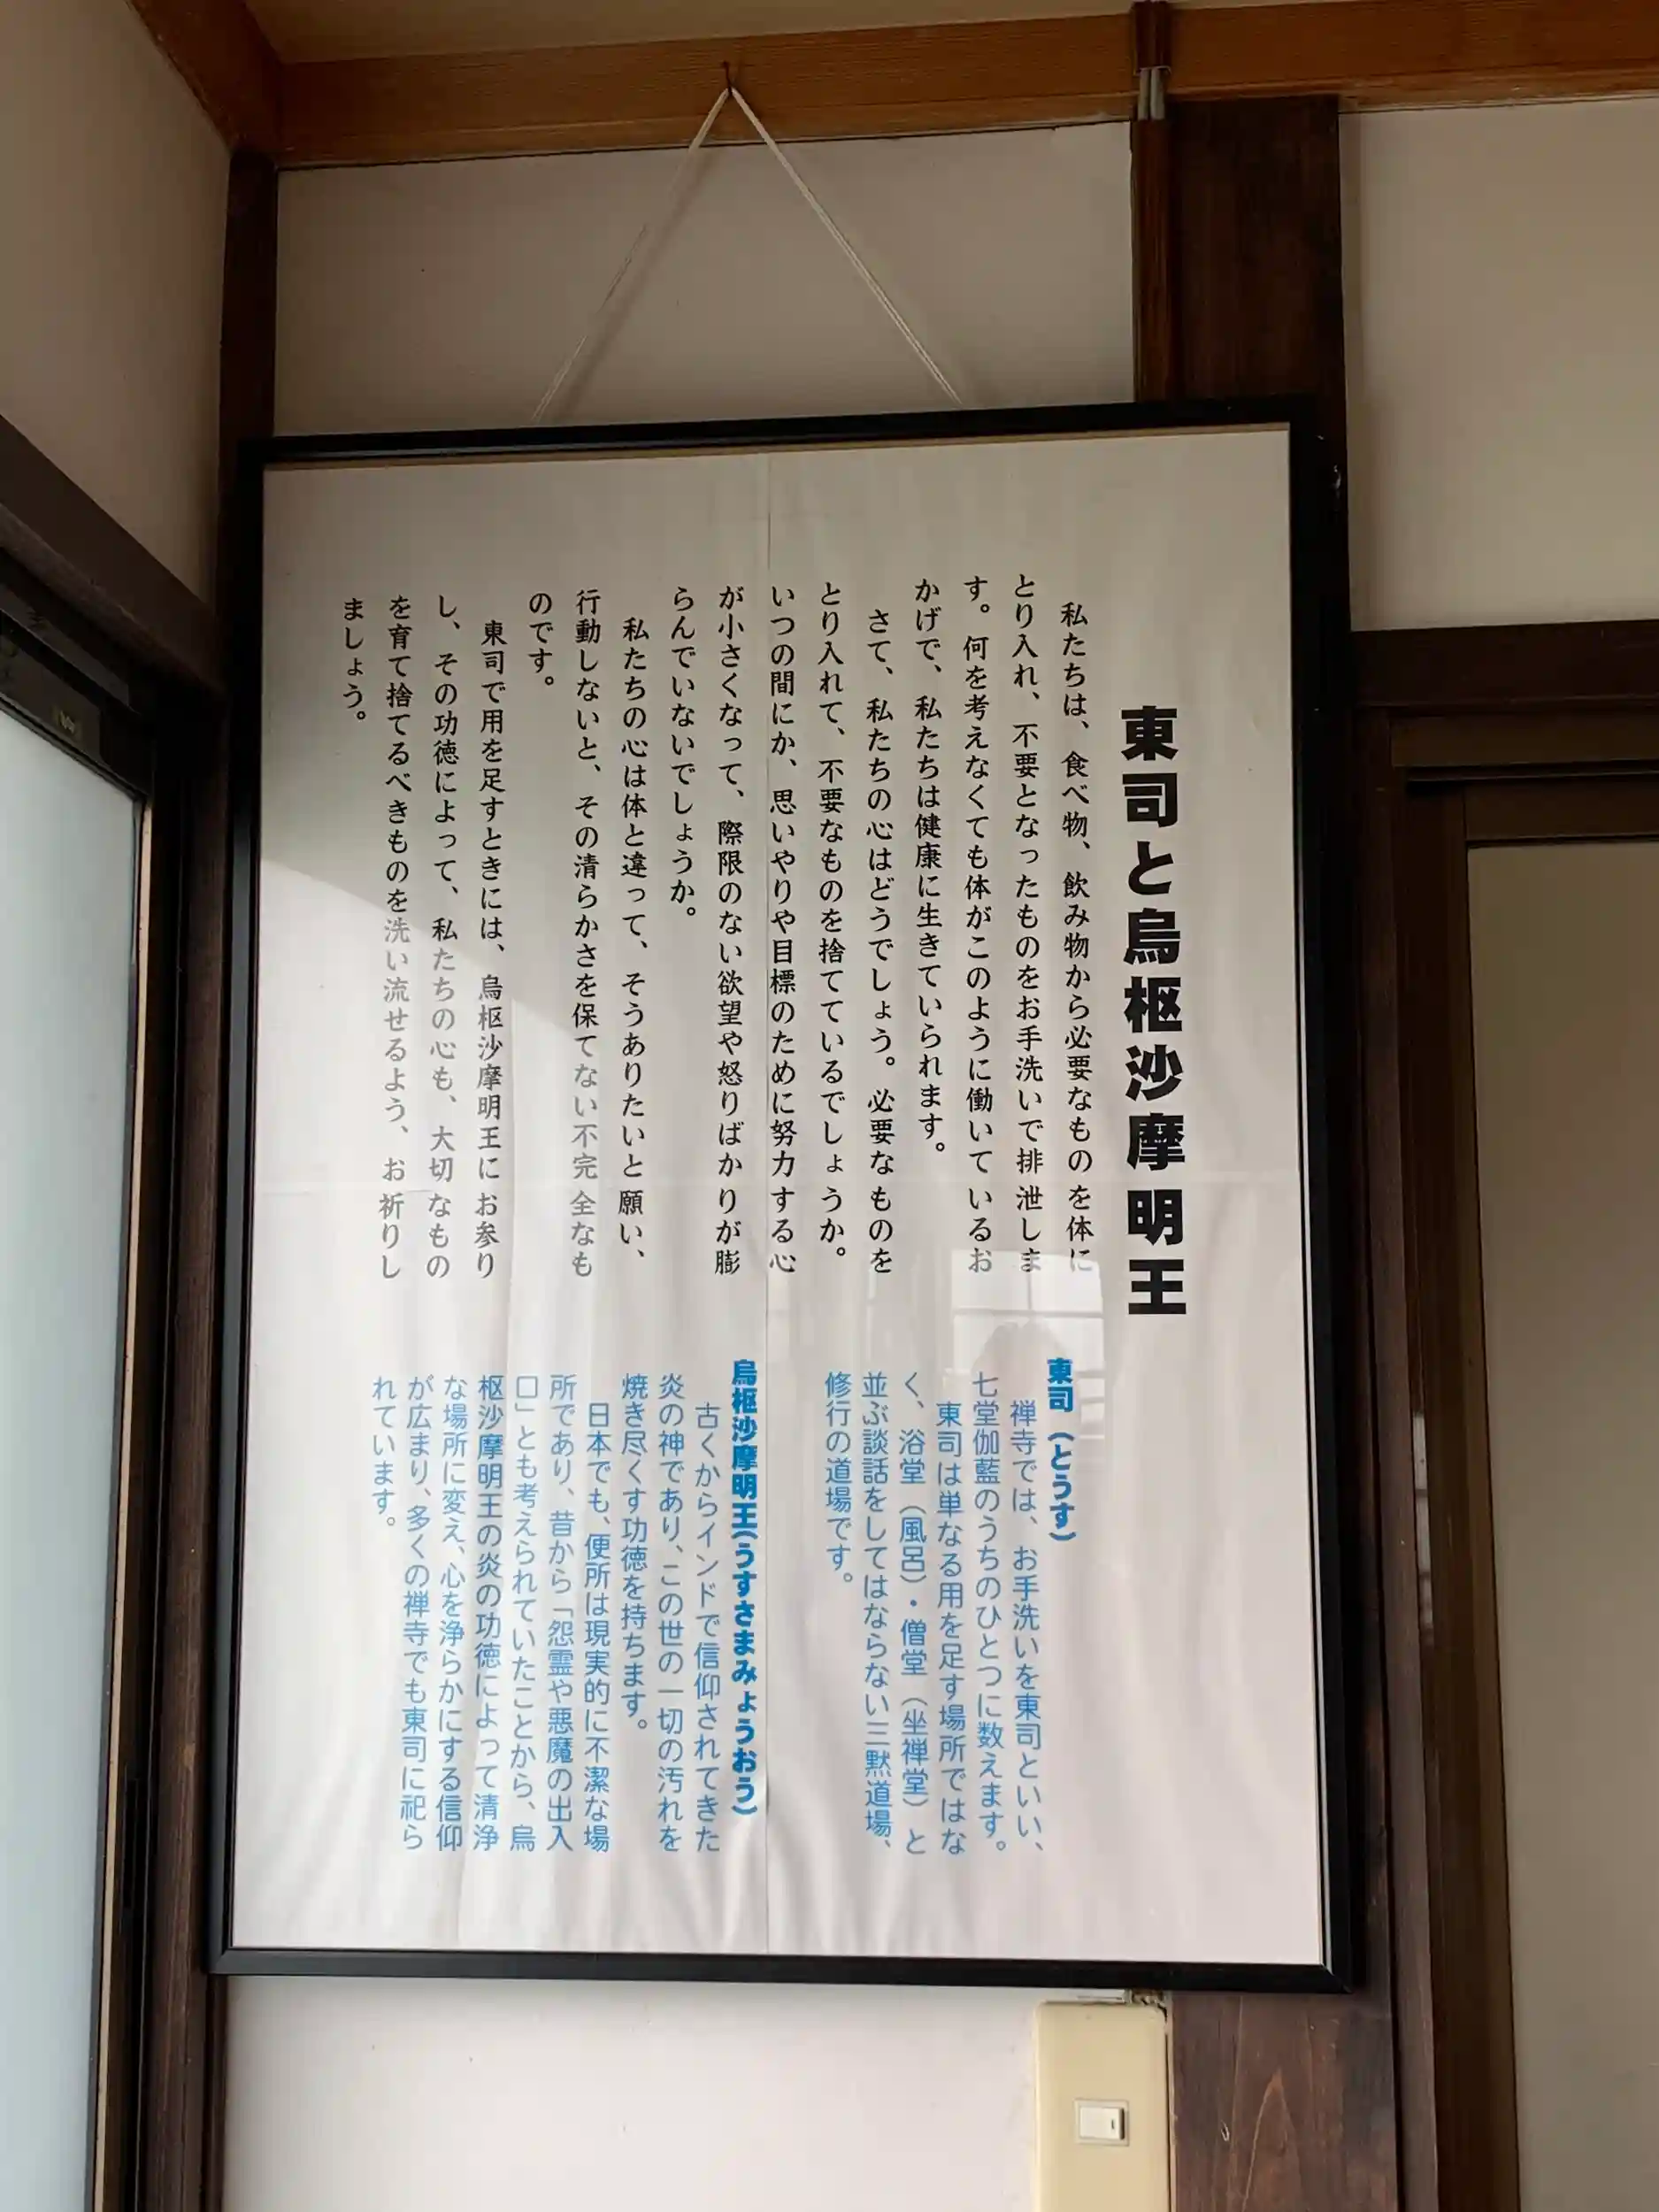 東司と烏枢沙摩明王
私たちは、食べ物、飲み物から必要なものを体に
とり入れ、不要となったものをお手洗いで排泄しま
す。何を考えなくても体がこのように働いているお
かげで、私たちは健康に生きていられます。
さて、私たちの心はどうでしょう。必要なものを
とり入れて、不要なものを捨てているでしょうか。
いつの間にか、思いやりや目標のために努力する心
が小さくなって、際限のない欲望や怒りばかりが膨
らんでいないでしょうか。
私たちの心は体と違って、そうありたいと願い、
行動しないと、その清らかさを保てない不完全なも
のです。
東司で用を足すときには、烏枢沙摩明王にお参り
し、その功徳によって、私たちの心も、大切なもの
を育て捨てるべきものを洗い流せるよう、お祈りし
ましょう。
東司（とうす）
禅寺では、お手洗いを東司といい、
七堂伽藍のうちのひとつに数えます。
東司は単なる用を足す場所ではな
く、浴堂（風呂）・僧堂（坐禅堂）と
並ぶ談話をしてはならない三黙道場、
修行の道場です。
烏枢沙摩明王（うすさまみょうおう）
古くからインドで信仰されてきた
炎の神であり、この世の一切の汚れを
焼き尽くす功徳を持ちます。
日本でも、便所は現実的に不潔な場
所であり、昔から「怨霊や悪魔の出入
口」とも考えられていたことから、烏
枢沙摩明王の炎の功徳によって清浄
な場所に変え、心を浄らかにする信仰
が広まり、多くの禅寺でも東司に祀ら
れています。